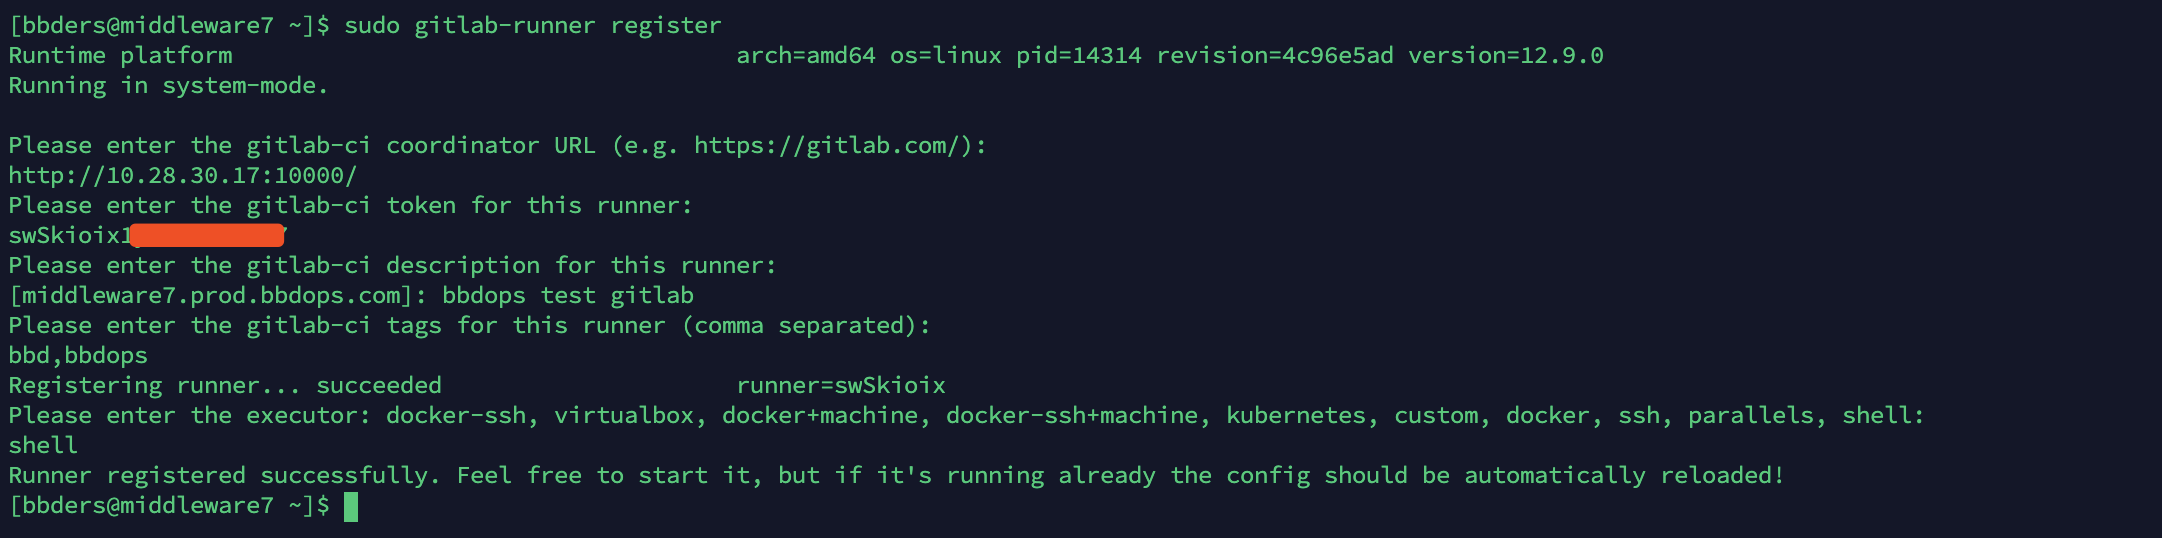 [bbders@middleware7 ~]$ sudo gitlab-runner register
Runtime platform                                    arch=amd64 os=linux pid=14314 revision=4c96e5ad version=12.9.0
Running in system-mode.
Please enter the gitlab-ci coordinator URL (e.g. https://gitlab.com/):
http://10.28.30.17:10000/
Please enter the gitlab-ci token for this runner:
swSkioix1
Please enter the gitlab-ci description for this runner:
[middleware7.prod.bbdops.com]: bbdops test gitlab
Please enter the gitlab-ci tags for this runner (comma separated):
bbd,bbdops
Registering runner... succeeded                     runner=swSkioix
Please enter the executor: docker-ssh, virtualbox, docker+machine, docker-ssh+machine, kubernetes, custom, docker, ssh, parallels, shell:
shell
Runner registered successfully. Feel free to start it, but if it's running already the config should be automatically reloaded!
[bbders@middleware7 ~]$